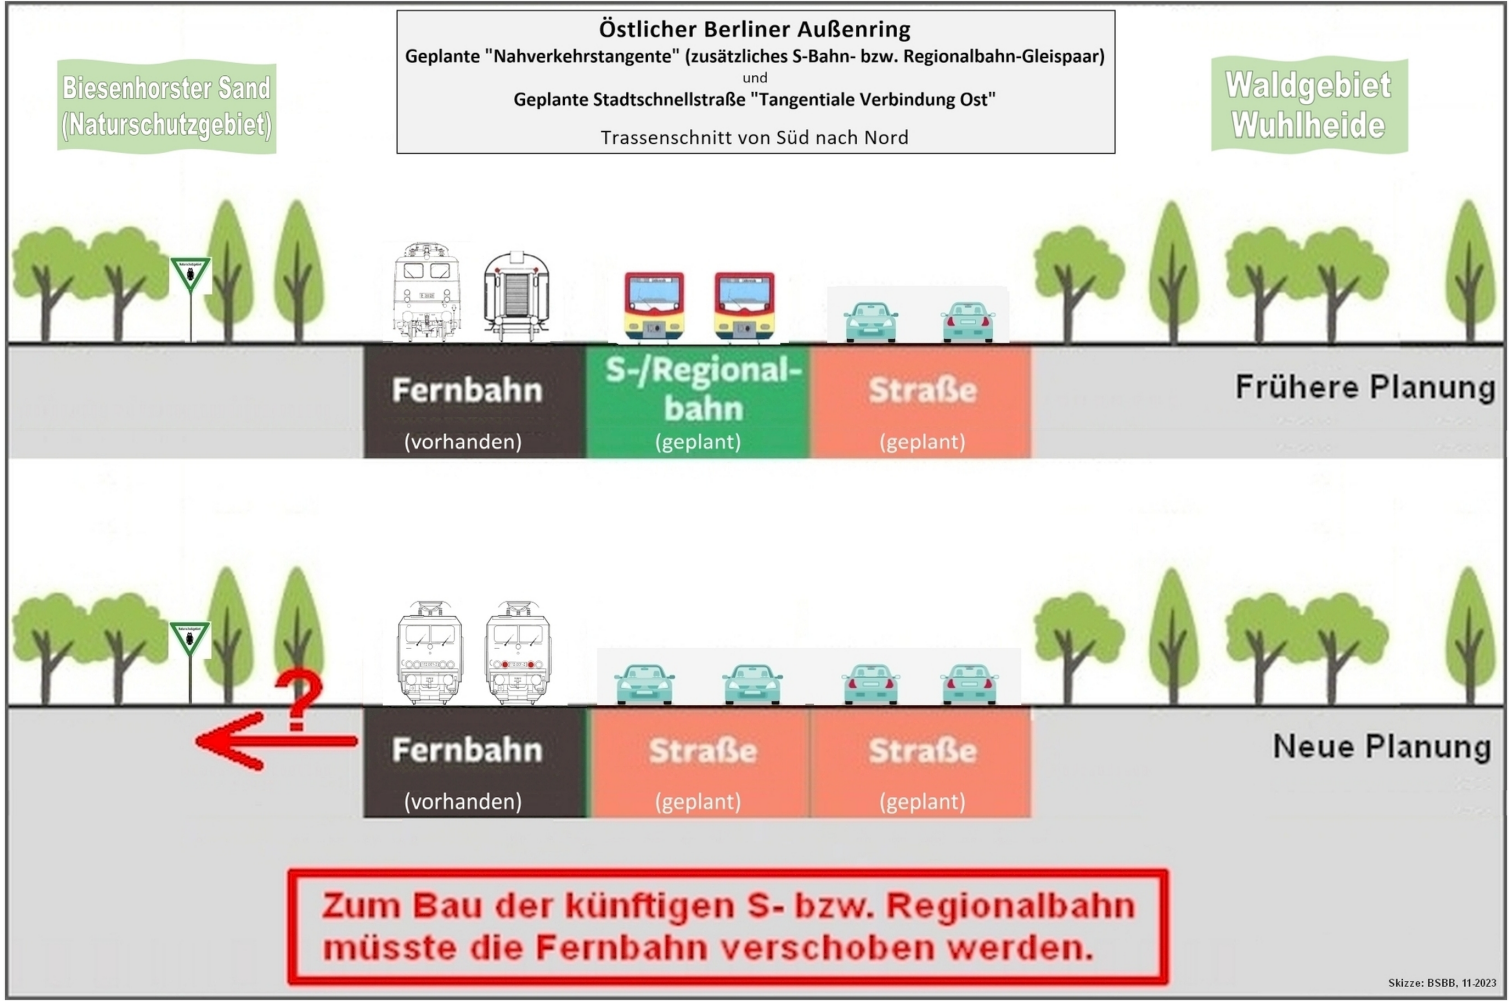 Östlicher Berliner Außenring
Geplante "Nahverkehrstangente" (zusätzliches S-Bahn- bzw. Regionalbahn-Gleispaar)
und
Geplante Stadtschnellstraße "Tangentiale Verbindung Ost"
Trassenschnitt von Süd nach Nord
Biesenhorster Sand
(Naturschutzgebiet)
Waldgebiet
Wuhlheide
Fernbahn
(vorhanden)
S-/Regional-
bahn
(geplant)
Straße
(geplant)
Frühere Planung
?
Fernbahn
(vorhanden)
Straße
(geplant)
Straße
(geplant)
Neue Planung
Zum Bau der künftigen S- bzw. Regionalbahn
müsste die Fernbahn verschoben werden.
Skizze: BSBB, 11-2023